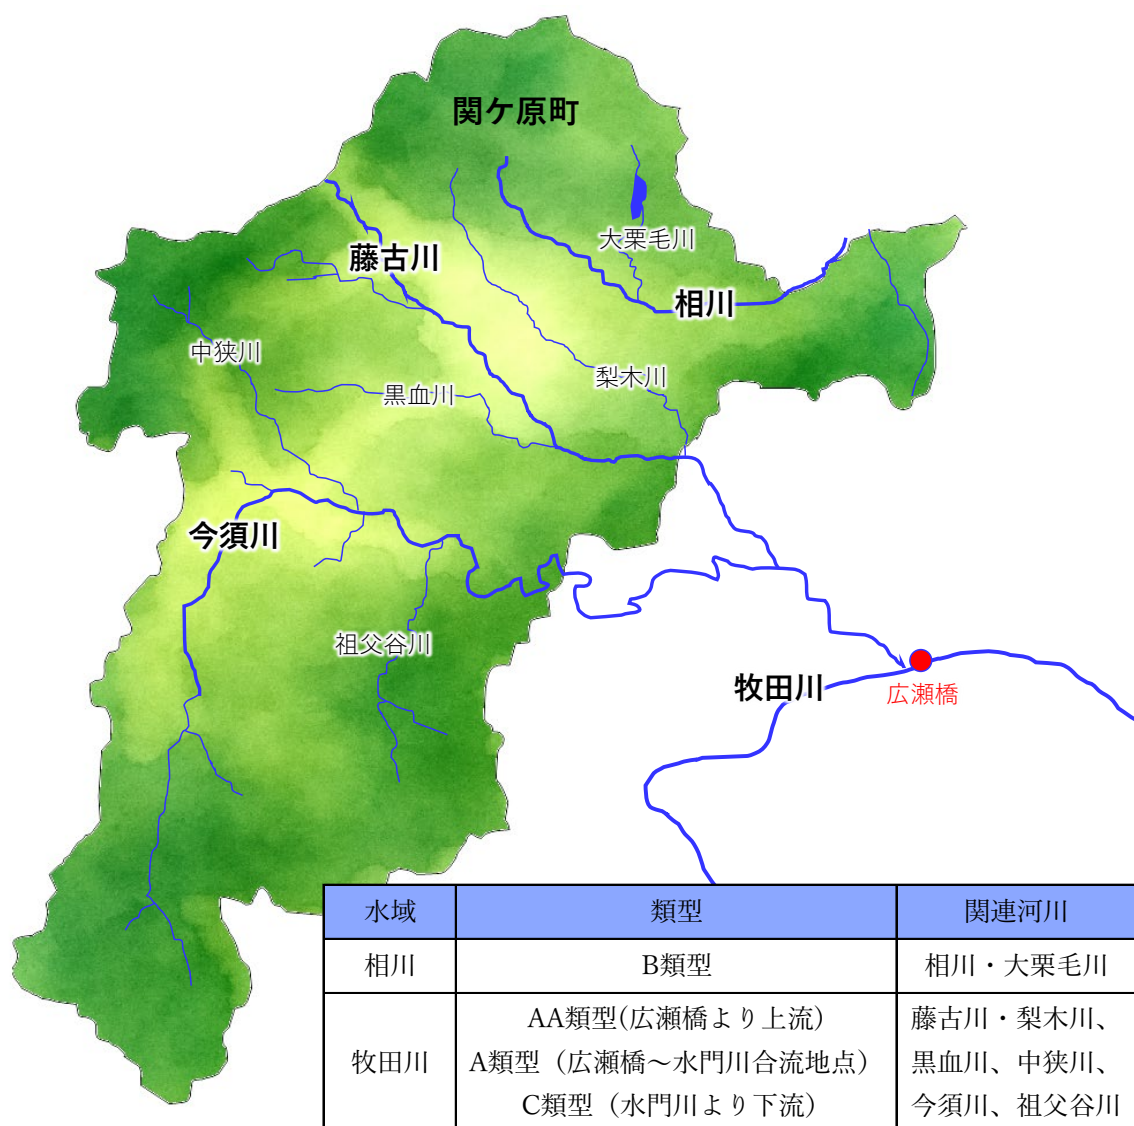 関ケ原町
大栗毛川
藤古川
相川
中狭川
梨木川
黒血川
今須川
祖父谷川
牧田川
広瀬橋
水域 類型 関連河川
相川 B類型 相川・大栗毛川
牧田川
AA類型(広瀬橋より上流)
A類型（広瀬橋～水門川合流地点）
C類型（水門川より下流）
藤古川・梨木川、
黒血川、中狭川、
今須川、祖父谷川